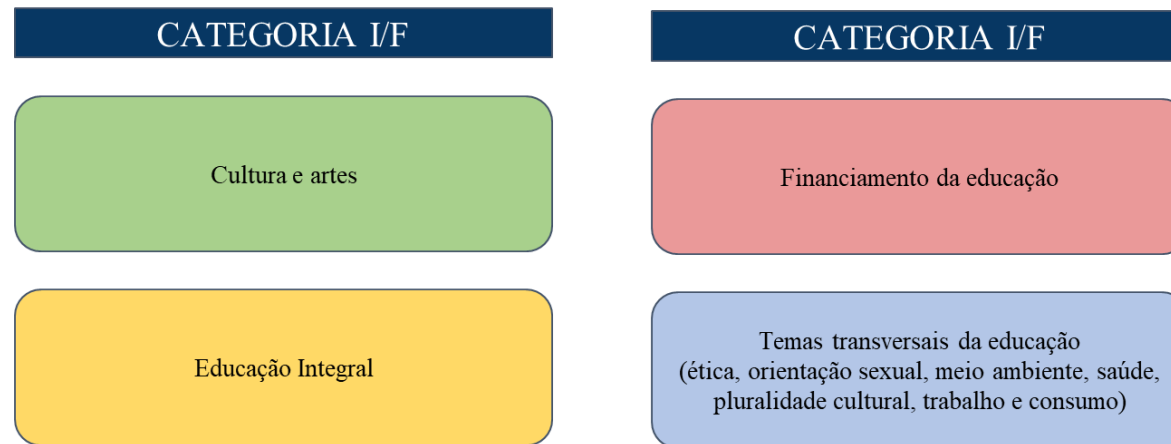 CATEGORIA I/F
Cultura e artes
Educação Integral
CATEGORIA I/F
Financiamento da educação
Temas transversais da educação
(ética, orientação sexual, meio ambiente, saúde,
pluralidade cultural, trabalho e consumo)